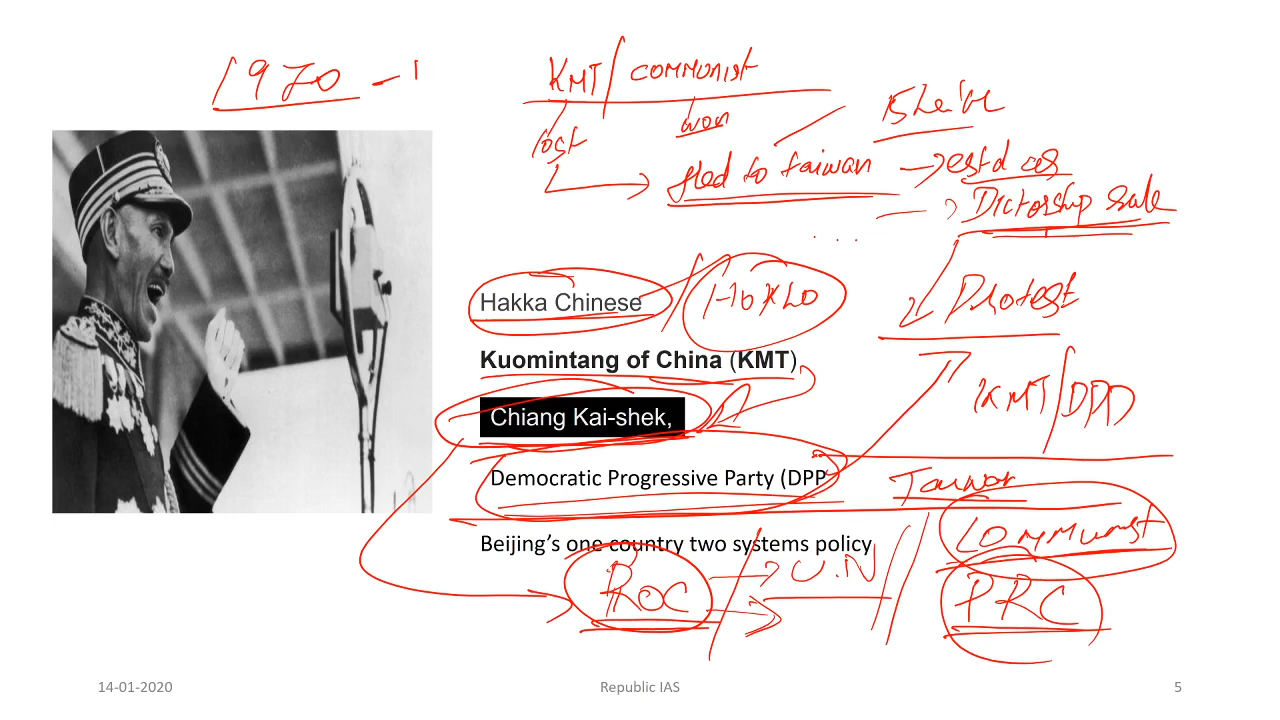 1970 - 1
KMT / COMMUNIST
lost won
fled to taiwan → estd as
→ Dictorship rule
Protest
Hakka Chinese / HOKLO
Kuomintang of China (KMT)
KMT / DPP
Chiang Kai-shek,
Democratic Progressive Party (DPP
Taiwan
COMMUNIST
Beijing’s one country two systems policy
ROC → U.N
PRC
14-01-2020 Republic IAS 5